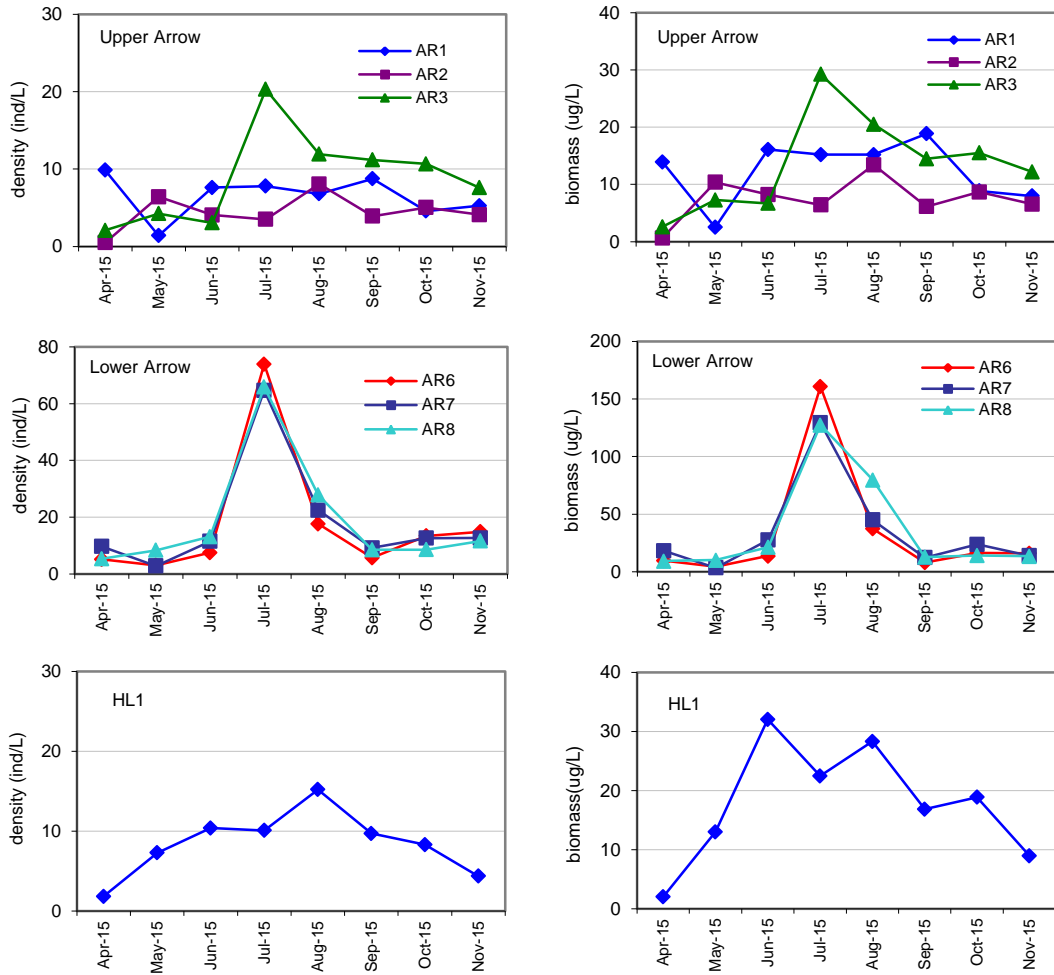 Upper Arrow
density (ind/L)
30
20
10
0
AR1
AR2
AR3
Apr-15
May-15
Jun-15
Jul-15
Aug-15
Sep-15
Oct-15
Nov-15
Upper Arrow
biomass (ug/L)
40
30
20
10
0
AR1
AR2
AR3
Apr-15
May-15
Jun-15
Jul-15
Aug-15
Sep-15
Oct-15
Nov-15
Lower Arrow
density (ind/L)
80
60
40
20
0
AR6
AR7
AR8
Apr-15
May-15
Jun-15
Jul-15
Aug-15
Sep-15
Oct-15
Nov-15
Lower Arrow
biomass (ug/L)
200
150
100
50
0
AR6
AR7
AR8
Apr-15
May-15
Jun-15
Jul-15
Aug-15
Sep-15
Oct-15
Nov-15
HL1
density (ind/L)
30
20
10
0
Apr-15
May-15
Jun-15
Jul-15
Aug-15
Sep-15
Oct-15
Nov-15
HL1
biomass(ug/L)
40
30
20
10
0
Apr-15
May-15
Jun-15
Jul-15
Aug-15
Sep-15
Oct-15
Nov-15